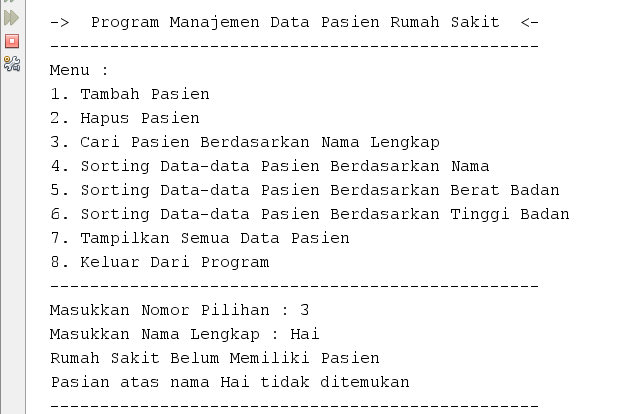 ->  Program Manajemen Data Pasien Rumah Sakit  <-
-------------------------------------------------
Menu :
1. Tambah Pasien
2. Hapus Pasien
3. Cari Pasien Berdasarkan Nama Lengkap
4. Sorting Data-data Pasien Berdasarkan Nama
5. Sorting Data-data Pasien Berdasarkan Berat Badan
6. Sorting Data-data Pasien Berdasarkan Tinggi Badan
7. Tampilkan Semua Data Pasien
8. Keluar Dari Program
-------------------------------------------------
Masukkan Nomor Pilihan : 3
Masukkan Nama Lengkap : Hai
Rumah Sakit Belum Memiliki Pasien
Pasian atas nama Hai tidak ditemukan
-------------------------------------------------